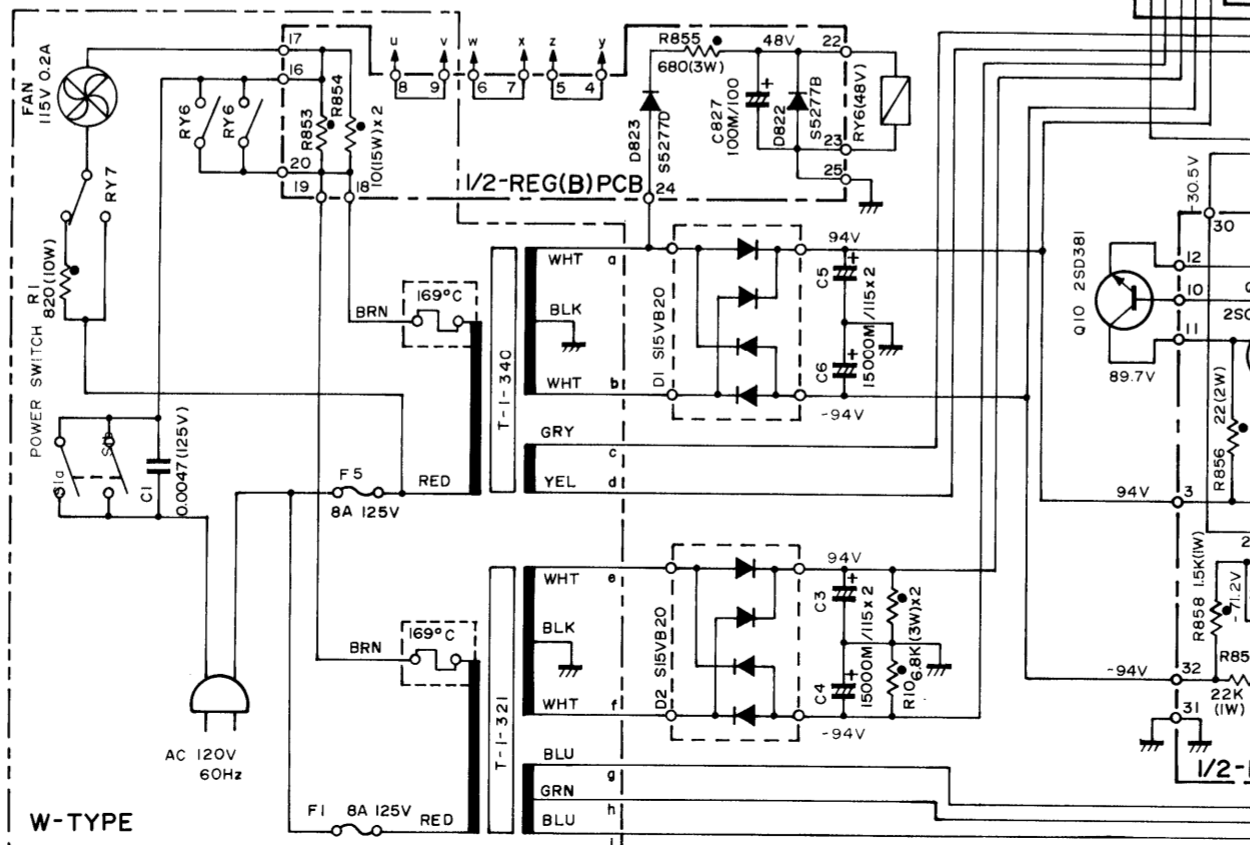 FAN
115V 0.2A
17
16
RY6
RY6
20
19
18
R853
R854
10(15W)x2
u
v
w
x
z
y
8
9
6
7
5
4
R855
680(3W)
48V
22
D823
S5277D
C827
100M/100
D822
S5277B
RY6(48V)
23
25
24
1/2-REG(B)PCB
RY7
R1
820(10W)
POWER SWITCH
S1a
C1
0.0047(125V)
BRN
169°C
T-1-340
WHT a
BLK
WHT b
GRY
c
YEL d
D1 S15VB20
94V
C5
C6
15000M/115x2
-94V
F5
8A 125V
RED
AC 120V
60Hz
BRN
169°C
T-1-321
WHT e
BLK
WHT f
BLU
g
GRN
h
BLU
i
D2 S15VB20
94V
C3
C4
15000M/115x2
R10
6.8K(3W)x2
-94V
F1 8A 125V
RED
W-TYPE
-30.5V
30
Q10 2SD381
12
10
11
89.7V
R856 22(2W)
94V
3
R858 1.5K(1W)
-71.2V
-94V
32
22K
(1W)
31